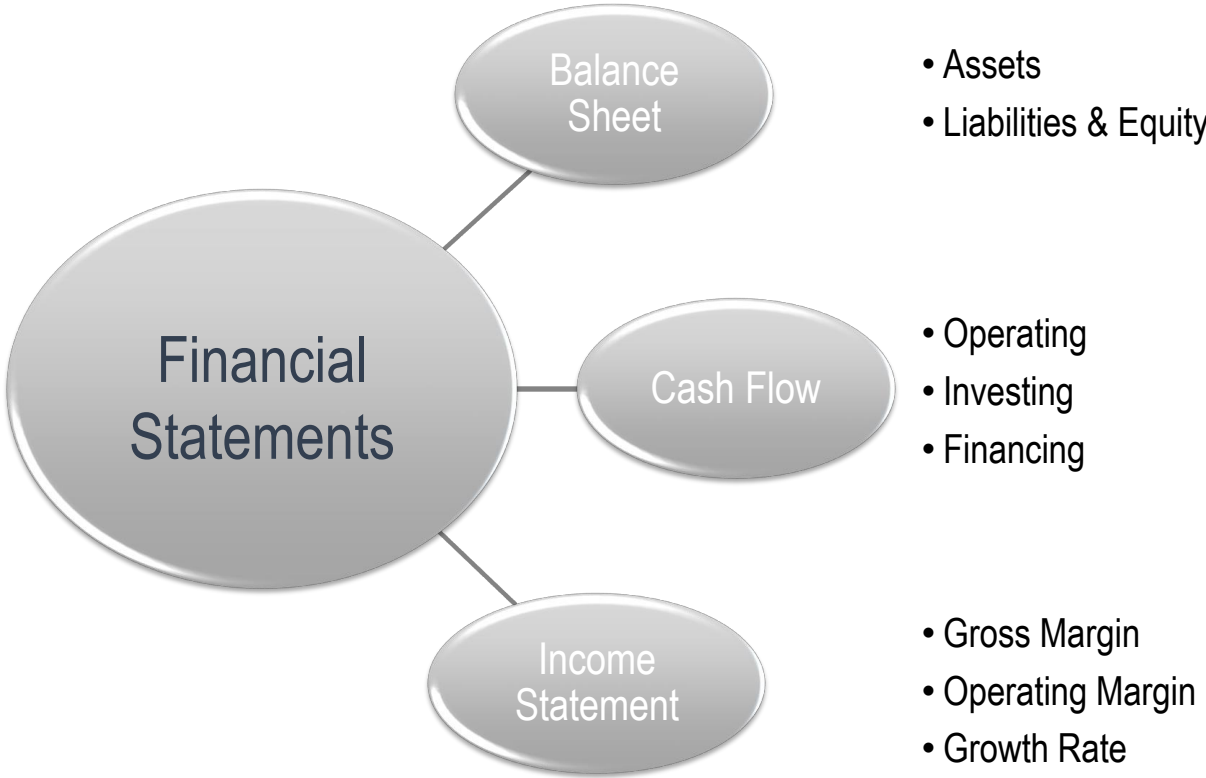 Balance
Sheet
• Assets
• Liabilities & Equity
Financial
Statements
Cash Flow
• Operating
• Investing
• Financing
Income
Statement
• Gross Margin
• Operating Margin
• Growth Rate